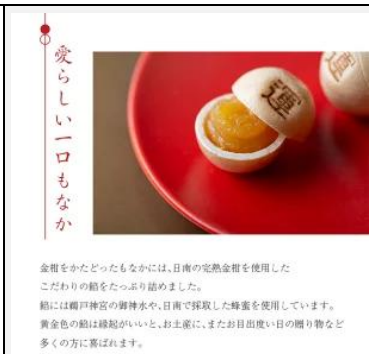 愛らしい一口もなか
運
金柑をかたどったもなかには、日南の完熟金柑を使用した
こだわりの餡をたっぷり詰めました。
餡には鵜戸神宮の御神水や、日南で採取した蜂蜜を使用しています。
黄金色の餡は縁起がいいと、お土産に、またお目出度い日の贈り物など
多くの方に喜ばれます。